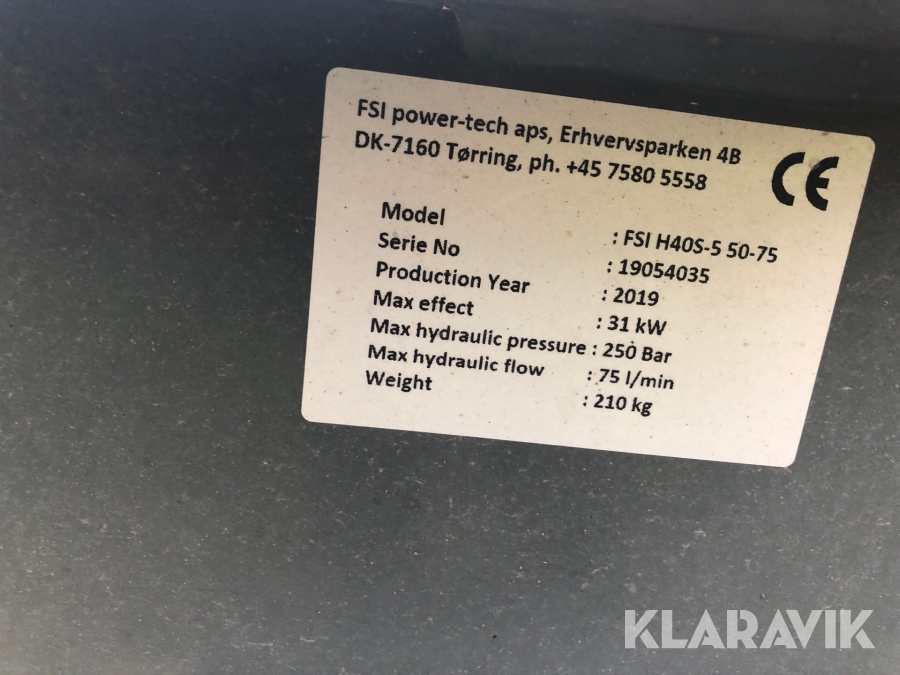 FSI power-tech aps, Erhvervsparken 4B
DK-7160 Tørring, ph. +45 7580 5558
CE
Model : FSI H40S-5 50-75
Serie No : 19054035
Production Year : 2019
Max effect : 31 kW
Max hydraulic pressure : 250 Bar
Max hydraulic flow : 75 l/min
Weight : 210 kg
KLARAVIK